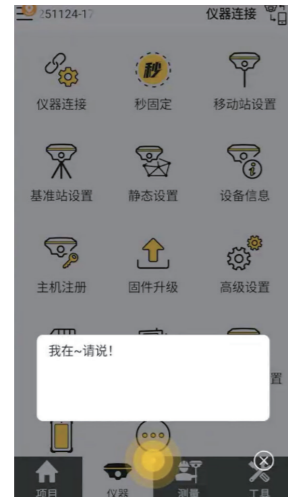 251124-17
仪器连接
仪器连接
秒
秒固定
移动站设置
基准站设置
静态设置
设备信息
主机注册
固件升级
高级设置
我在~请说!
置
项目
仪器
测量
工具